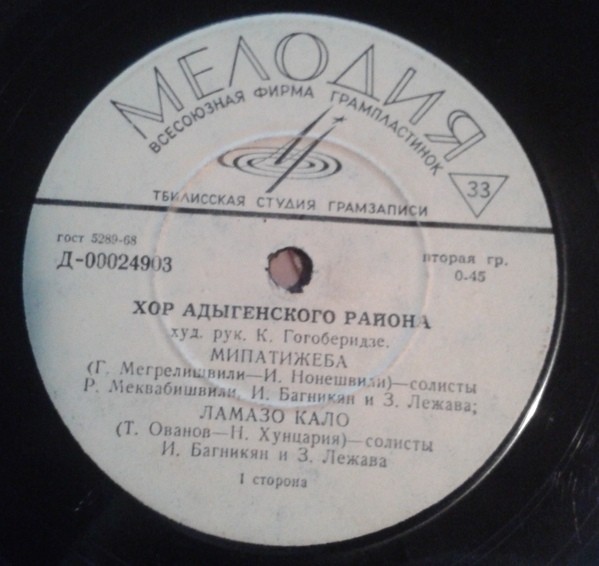 МЕЛОДИЯ
ВСЕСОЮЗНАЯ ФИРМА ГРАМПЛАСТИНОК
33
ТБИЛИССКАЯ СТУДИЯ ГРАМЗАПИСИ
гост 5289-68
Д-00024903
вторая гр.
0.45
ХОР АДЫГЕНСКОГО РАЙОНА
худ. рук. К. Гогоберидзе.
МИПАТИЖЕБА
(Г. Мегрелишвили—И. Нонешвили)—солисты
Р. Меквабишвили, И. Багникян и З. Лежава;
ЛАМАЗО КАЛО
(Т. Ованов—Н. Хунцария)—солисты
И. Багникян и З. Лежава
I сторона